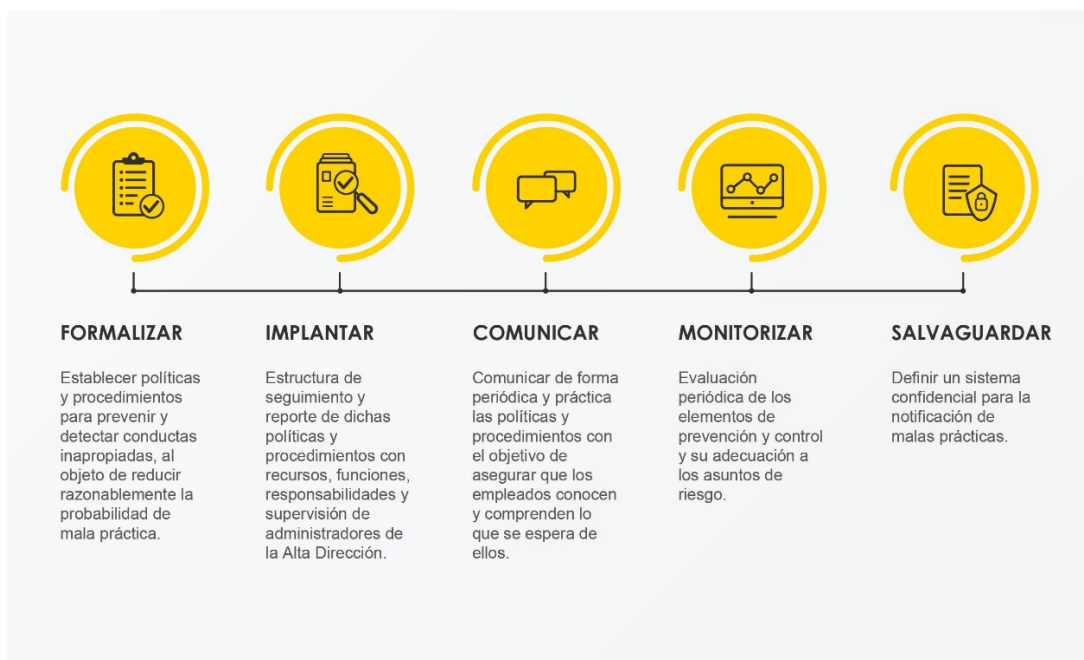 FORMALIZAR
Establecer políticas
y procedimientos
para prevenir y
detectar conductas
inapropiadas, al
objeto de reducir
razonablemente la
probabilidad de
mala práctica.
IMPLANTAR
Estructura de
seguimiento y
reporte de dichas
políticas y
procedimientos con
recursos, funciones,
responsabilidades y
supervisión de
administradores de
la Alta Dirección.
COMUNICAR
Comunicar de forma
periódica y práctica
las políticas y
procedimientos con
el objetivo de
asegurar que los
empleados conocen
y comprenden lo
que se espera de
ellos.
MONITORIZAR
Evaluación
periódica de los
elementos de
prevención y control
y su adecuación a
los asuntos de
riesgo.
SALVAGUARDAR
Definir un sistema
confidencial para la
notificación de
malas prácticas.